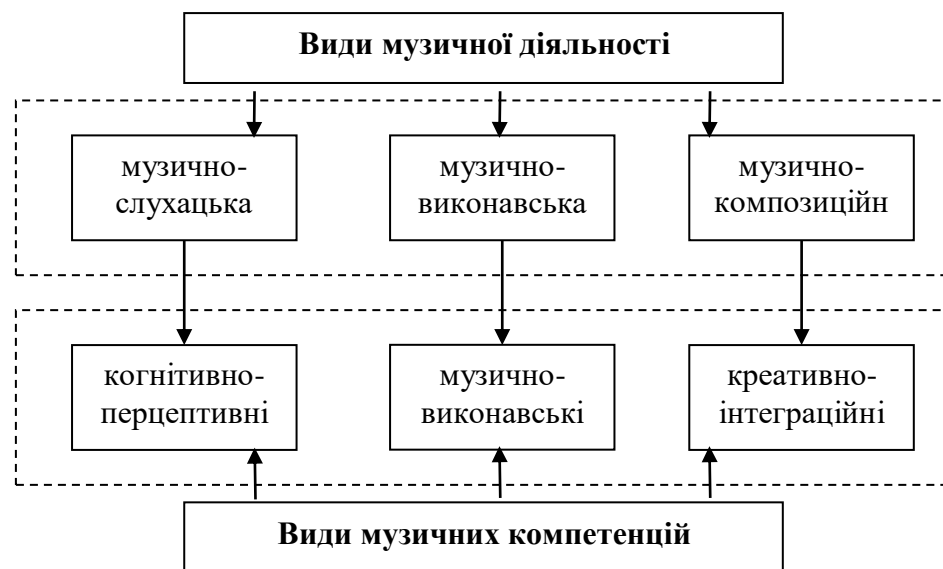 Види музичної діяльності
музично-
слухацька
музично-
виконавська
музично-
композиційн
когнітивно-
перцептивні
музично-
виконавські
креативно-
інтеграційні
Види музичних компетенцій